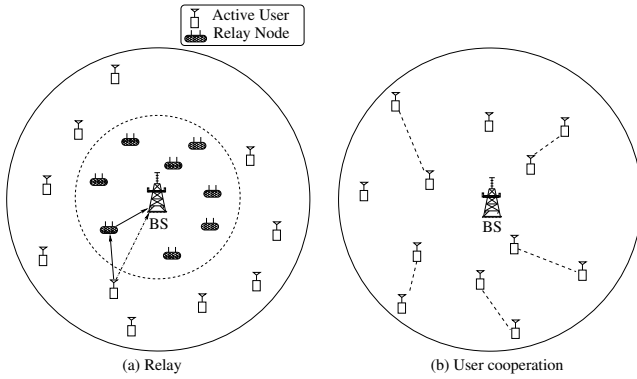 Active User
Relay Node
BS
BS
(a) Relay
(b) User cooperation